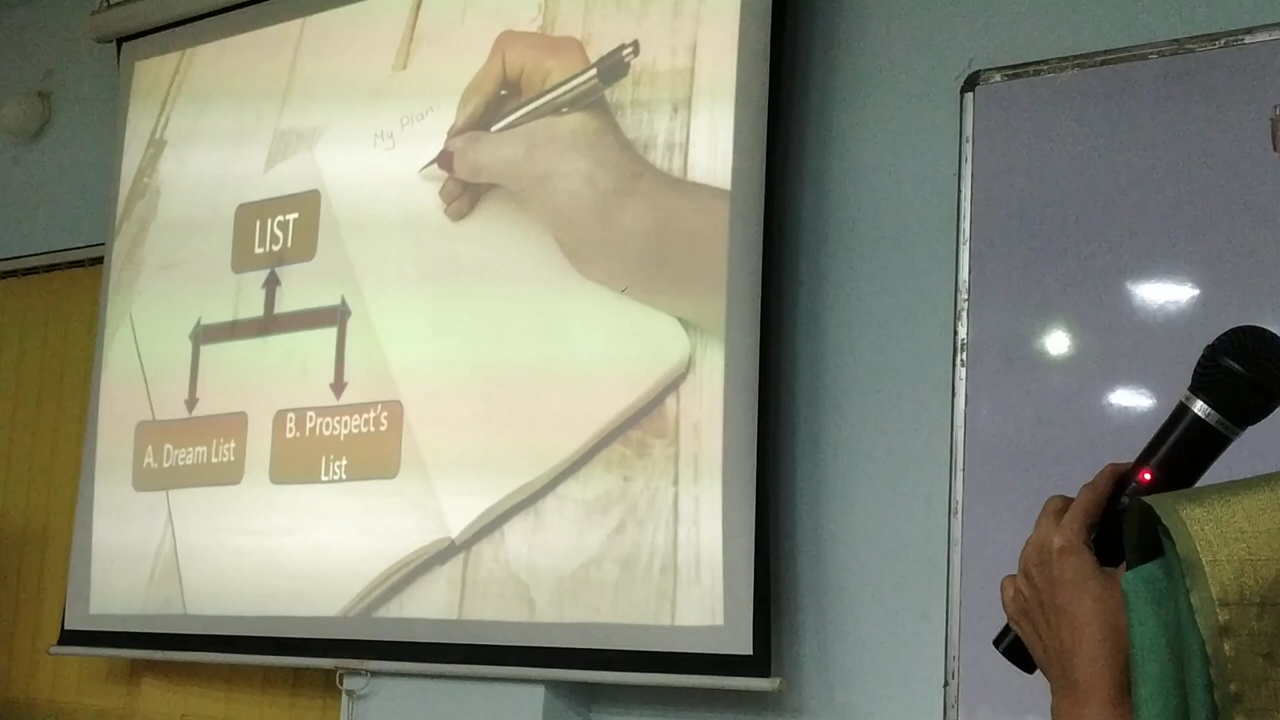 My Plan
LIST
A. Dream List
B. Prospect's
List